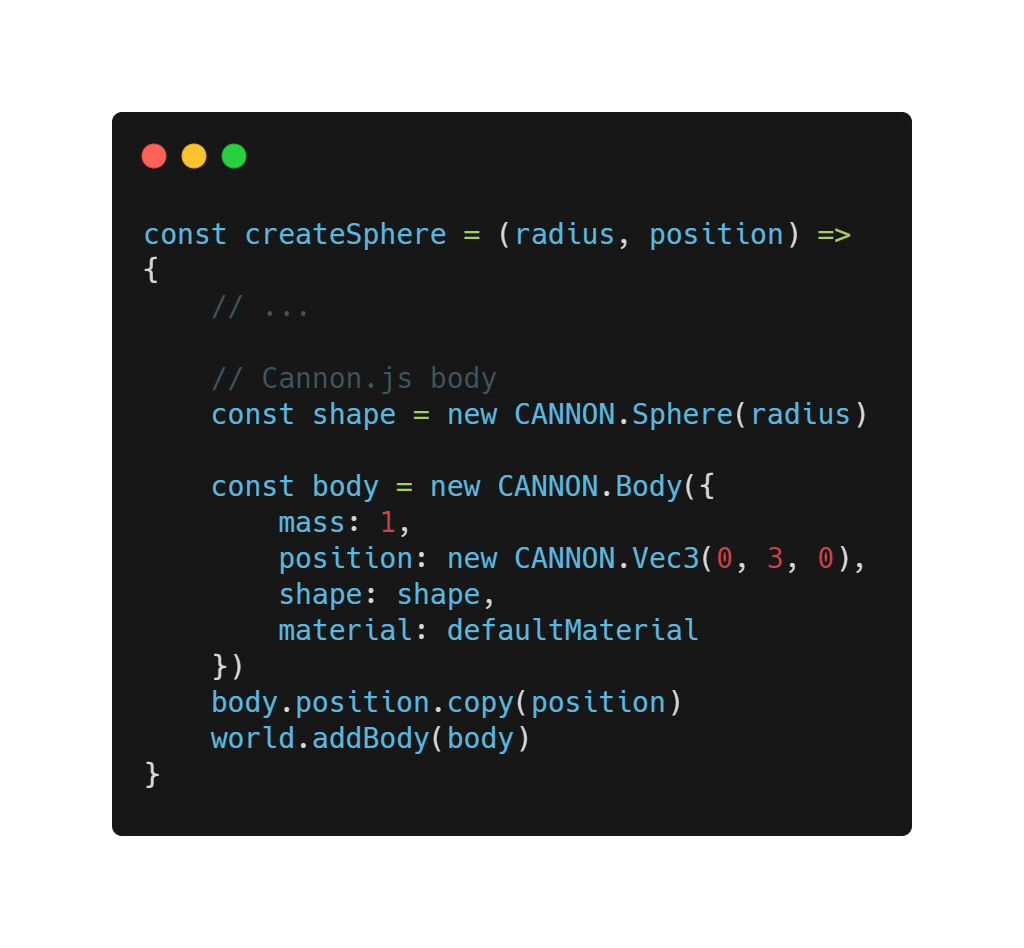 const createSphere = (radius, position) =>
{
    // ...

    // Cannon.js body
    const shape = new CANNON.Sphere(radius)

    const body = new CANNON.Body({
        mass: 1,
        position: new CANNON.Vec3(0, 3, 0),
        shape: shape,
        material: defaultMaterial
    })
    body.position.copy(position)
    world.addBody(body)
}